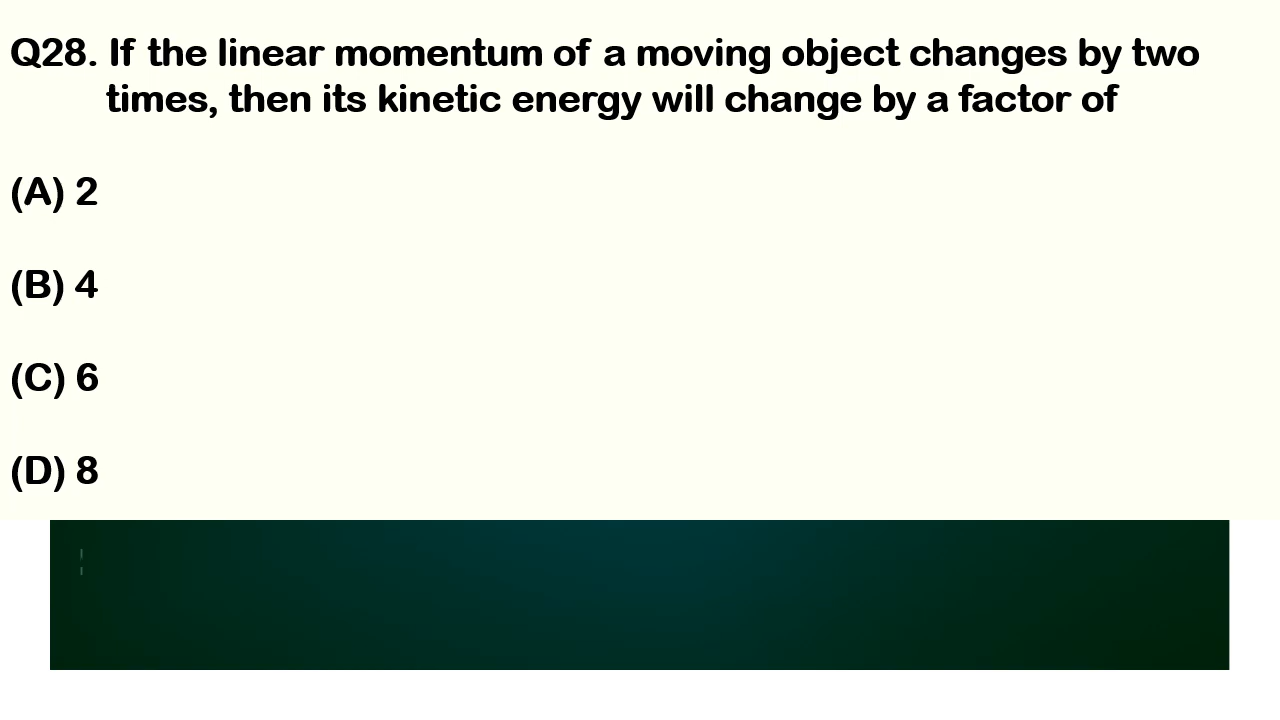 Q28. If the linear momentum of a moving object changes by two
times, then its kinetic energy will change by a factor of
(A) 2
(B) 4
(C) 6
(D) 8